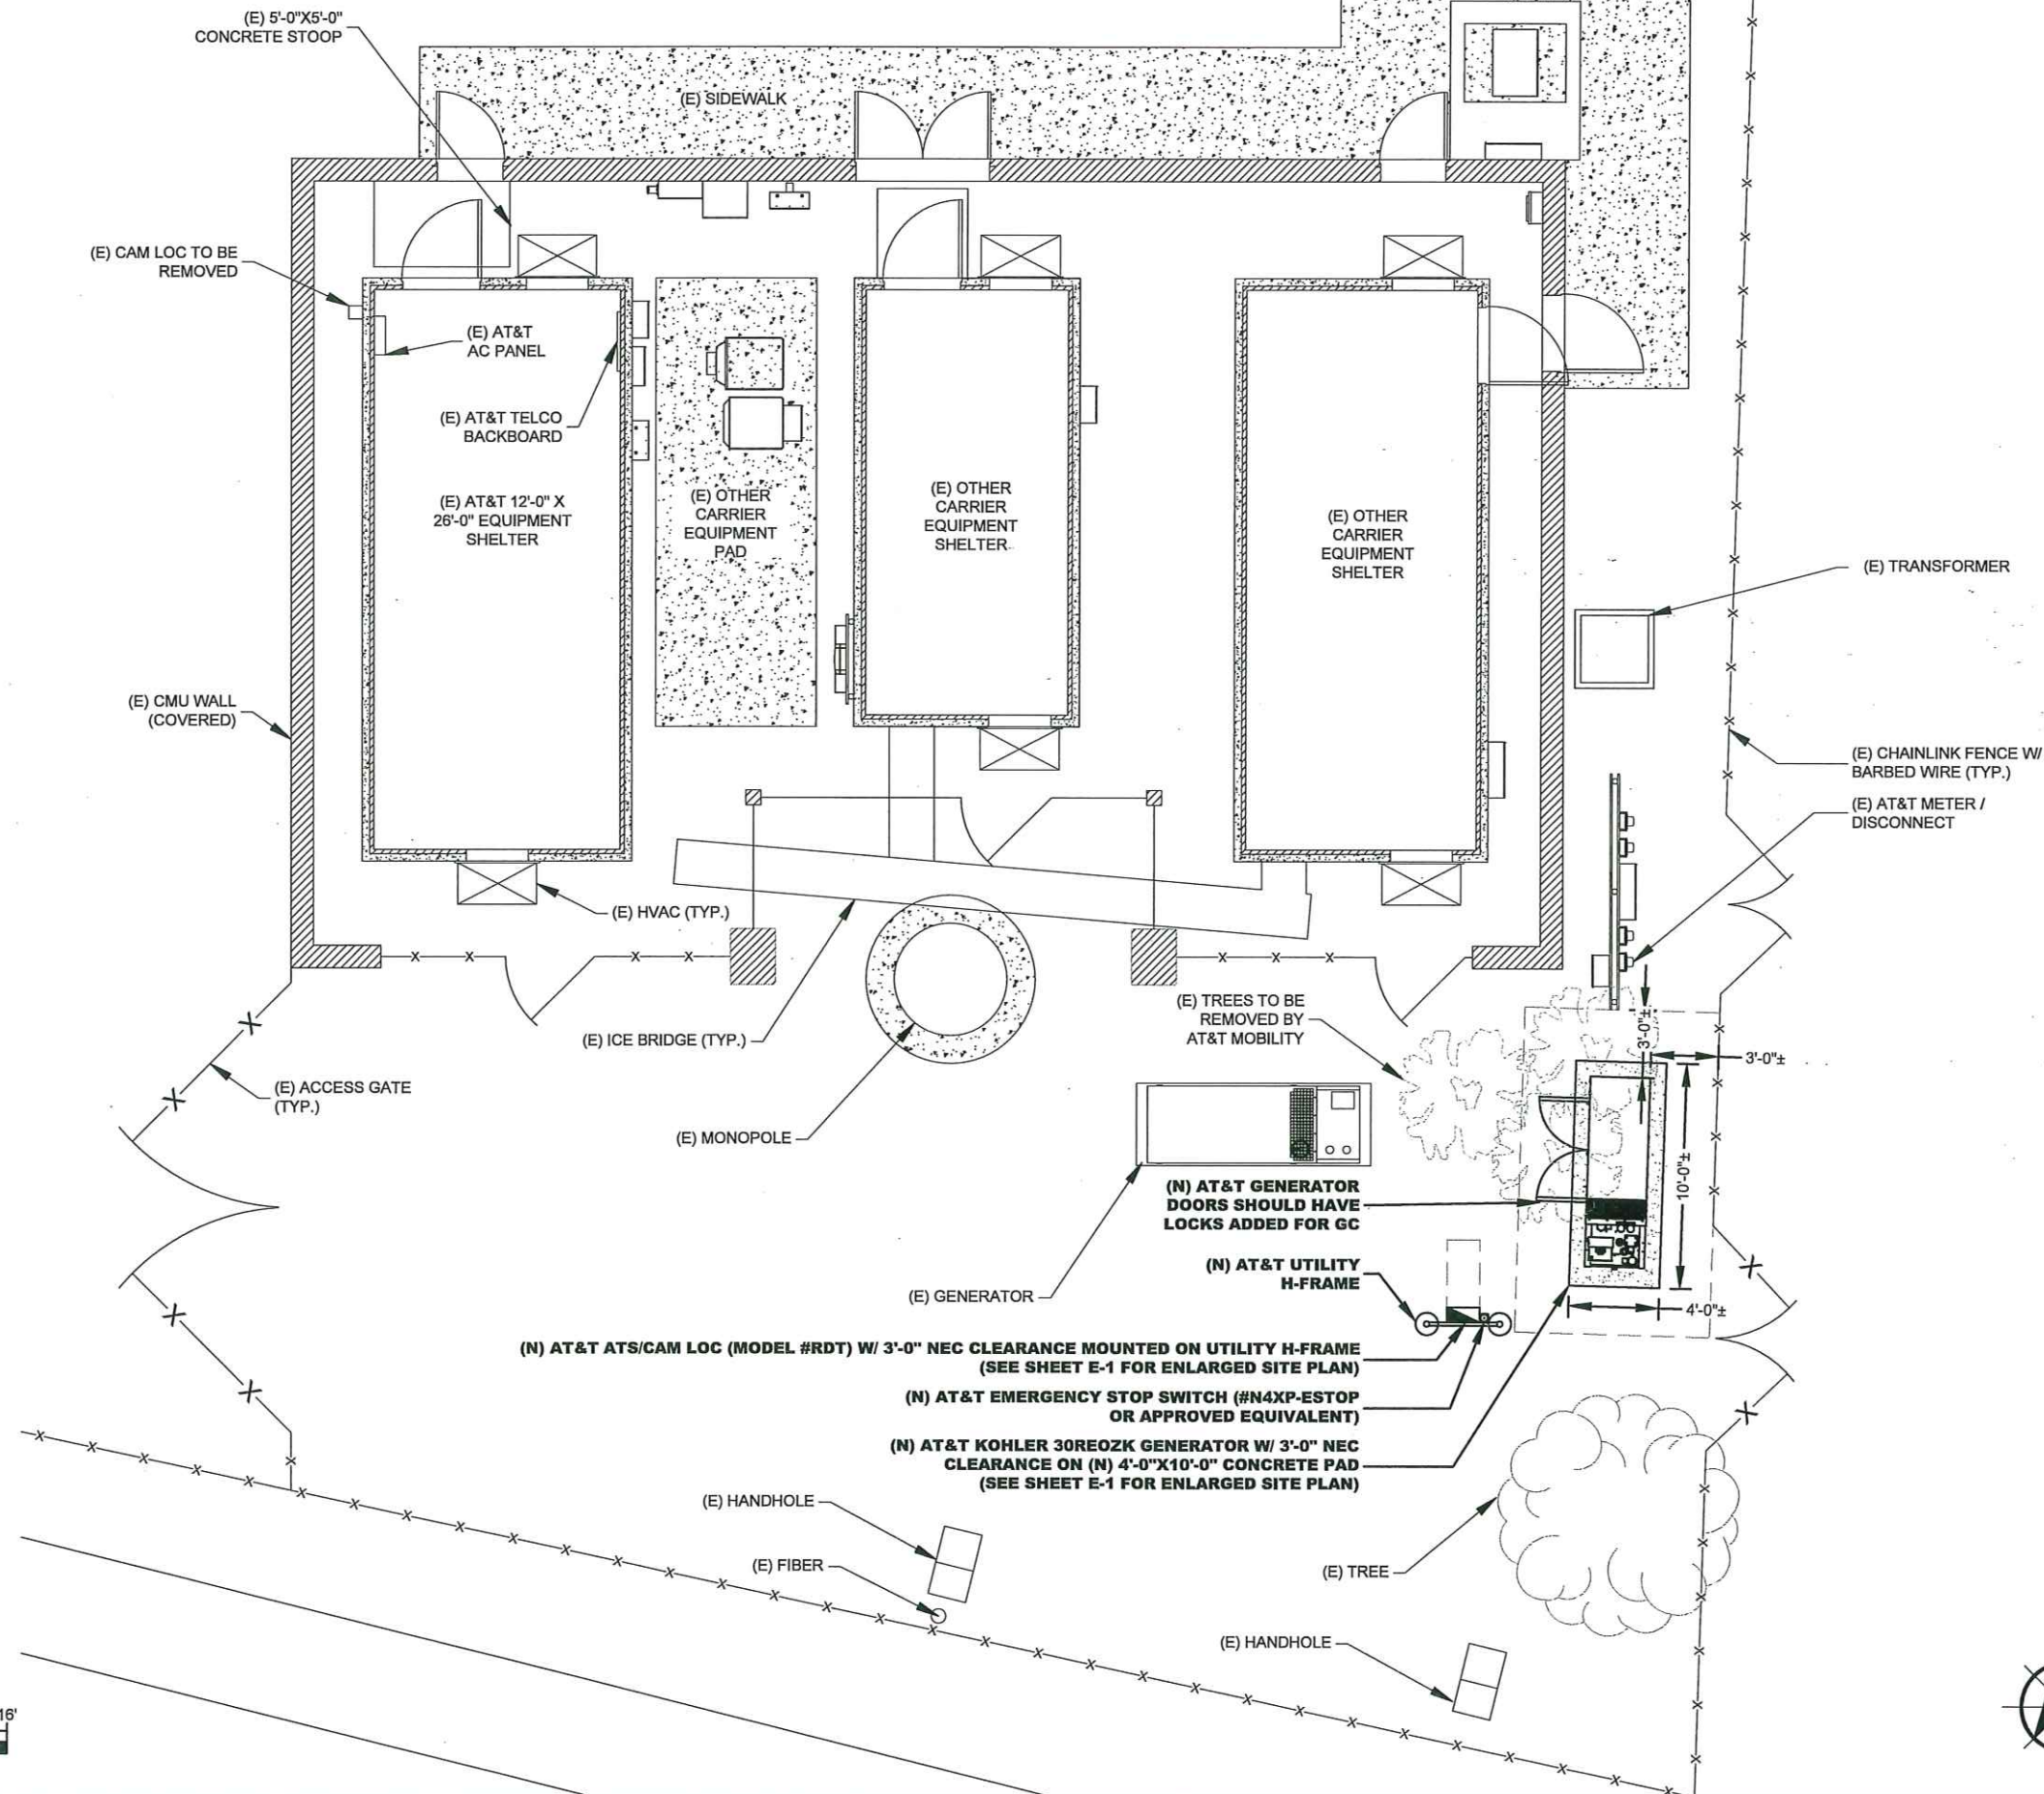 (E) 5'-0"X5'-0"
CONCRETE STOOP
(E) SIDEWALK
(E) CAM LOC TO BE
REMOVED
(E) AT&T
AC PANEL
(E) AT&T TELCO
BACKBOARD
(E) AT&T 12'-0" X
26'-0" EQUIPMENT
SHELTER
(E) OTHER
CARRIER
EQUIPMENT
PAD
(E) OTHER
CARRIER
EQUIPMENT
SHELTER
(E) OTHER
CARRIER
EQUIPMENT
SHELTER
(E) TRANSFORMER
(E) CMU WALL
(COVERED)
(E) CHAINLINK FENCE W/
BARBED WIRE (TYP.)
(E) AT&T METER /
DISCONNECT
(E) HVAC (TYP.)
(E) ICE BRIDGE (TYP.)
(E) TREES TO BE
REMOVED BY
AT&T MOBILITY
3'-0"±
3'-0"±
(E) ACCESS GATE
(TYP.)
(E) MONOPOLE
10'-0"±
(N) AT&T GENERATOR
DOORS SHOULD HAVE
LOCKS ADDED FOR GC
(N) AT&T UTILITY
H-FRAME
(E) GENERATOR
4'-0"±
(N) AT&T ATS/CAM LOC (MODEL #RDT) W/ 3'-0" NEC CLEARANCE MOUNTED ON UTILITY H-FRAME
(SEE SHEET E-1 FOR ENLARGED SITE PLAN)
(N) AT&T EMERGENCY STOP SWITCH (#N4XP-ESTOP
OR APPROVED EQUIVALENT)
(N) AT&T KOHLER 30REOZK GENERATOR W/ 3'-0" NEC
CLEARANCE ON (N) 4'-0"X10'-0" CONCRETE PAD
(SEE SHEET E-1 FOR ENLARGED SITE PLAN)
(E) HANDHOLE
(E) FIBER
(E) TREE
(E) HANDHOLE
16'